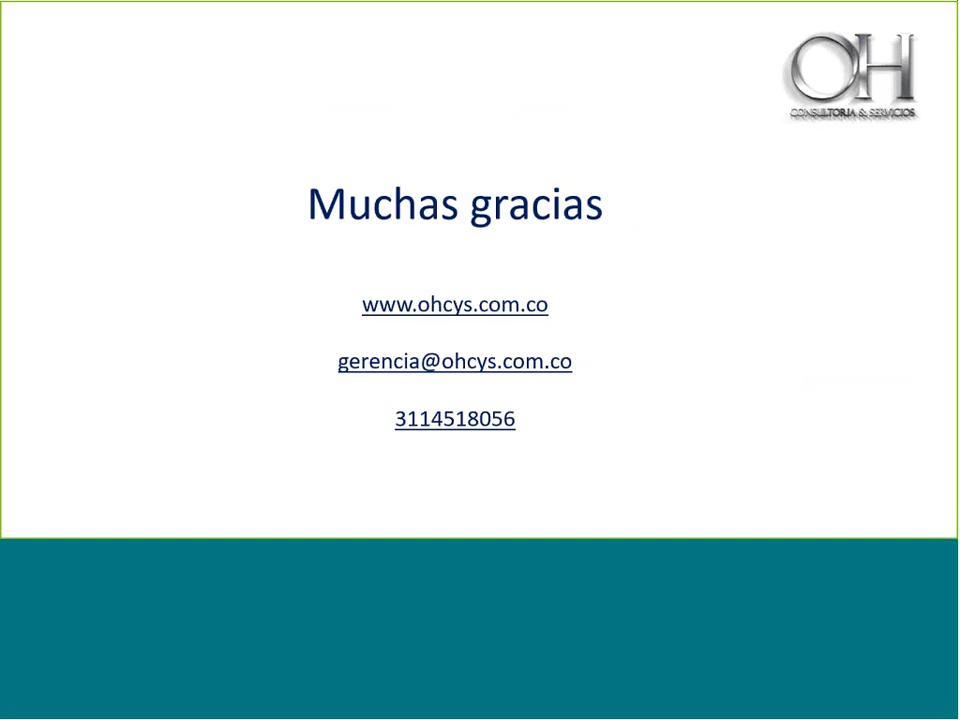 OH
CONSULTORIA & SERVICIOS
Muchas gracias
www.ohcys.com.co
gerencia@ohcys.com.co
3114518056